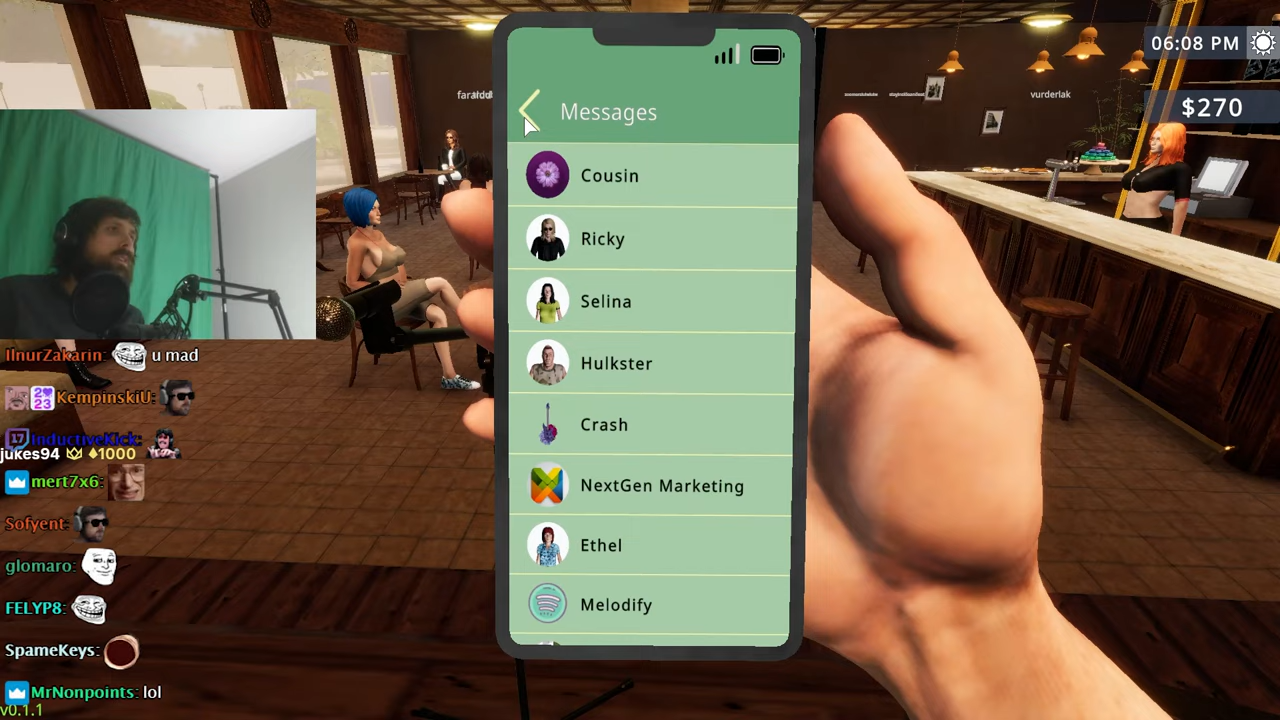 06:08 PM
$270
vurderlak
Messages
Cousin
Ricky
Selina
Hulkster
Crash
NextGen Marketing
Ethel
Melodify
IlnurZakarin: u mad
KempinskiU:
InductiveKick:
jukes94 1000
mert7x6:
Sofyent:
glomaro:
FELYP8:
SpameKeys:
MrNonpoints: lol
v0.1.1